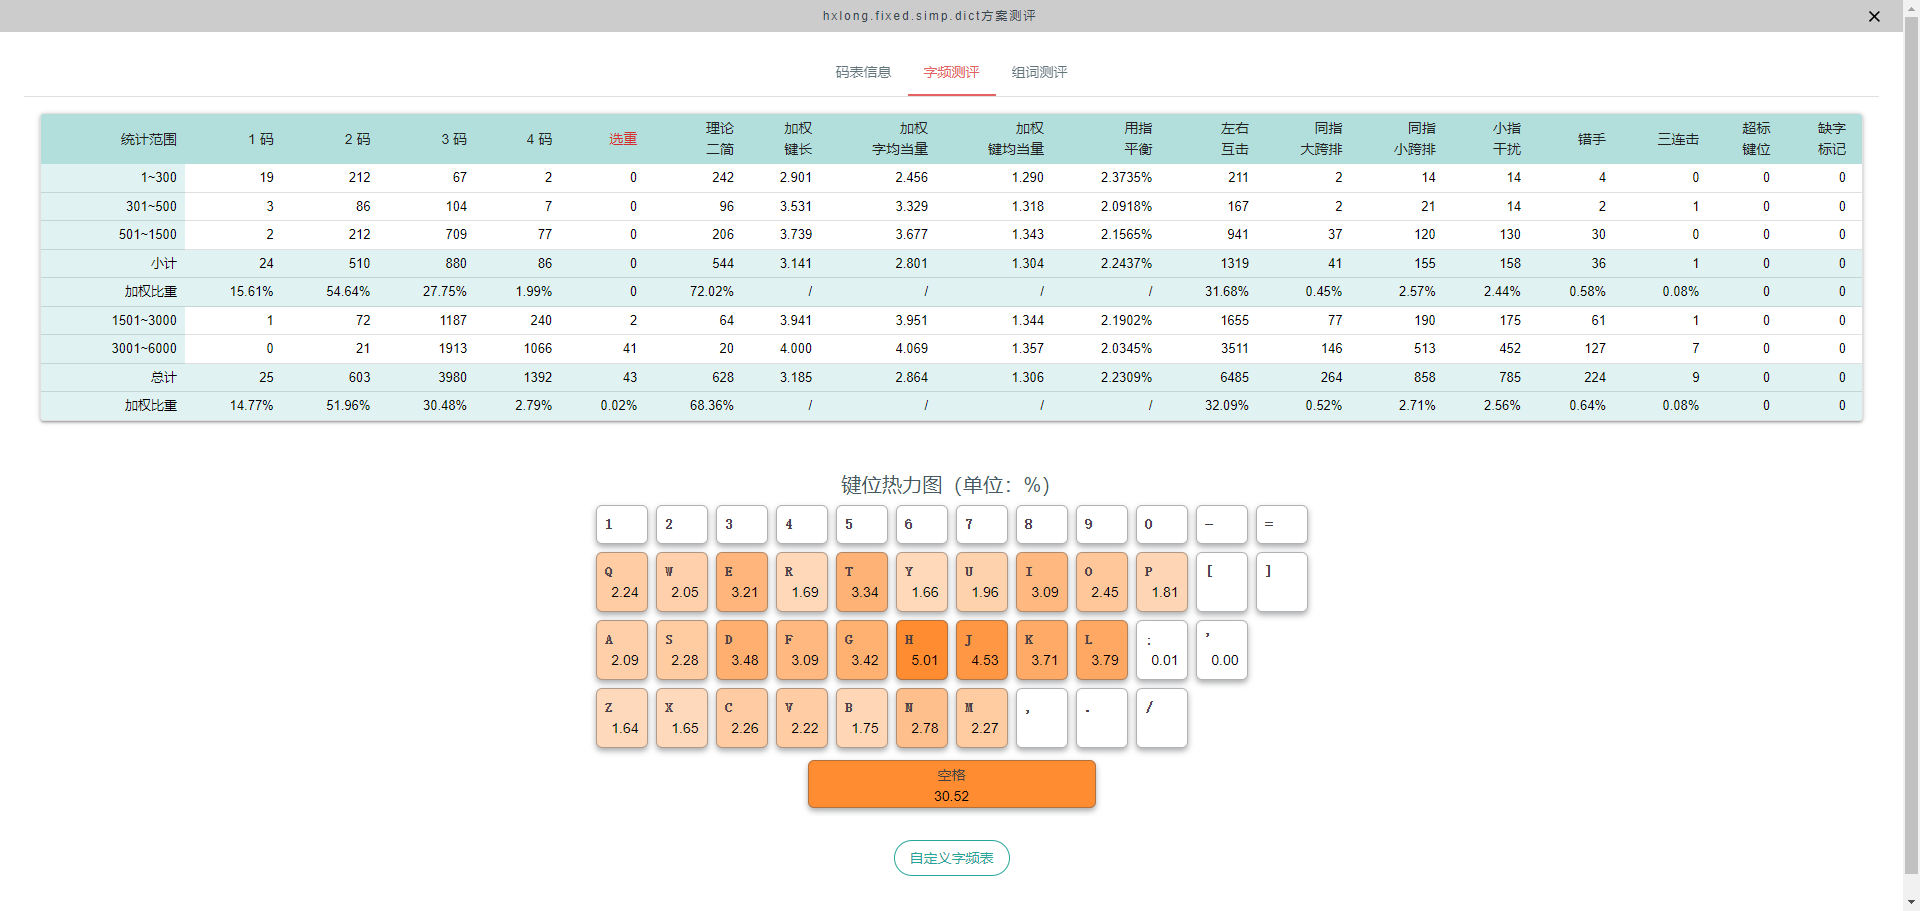 hxlong.fixed.simp.dict方案测评
码表信息 字频测评 组词测评
统计范围 1 码 2 码 3 码 4 码 选重 理论二简 加权键长 加权字均当量 加权键均当量 用指平衡 左右互击 同指大跨排 同指小跨排 小指干扰 错手 三连击 超标键位 缺字标记
1~300 19 212 67 2 0 242 2.901 2.456 1.290 2.3735% 211 2 14 14 4 0 0 0
301~500 3 86 104 7 0 96 3.531 3.329 1.318 2.0918% 167 2 21 14 2 1 0 0
501~1500 2 212 709 77 0 206 3.739 3.677 1.343 2.1565% 941 37 120 130 30 0 0 0
小计 24 510 880 86 0 544 3.141 2.801 1.304 2.2437% 1319 41 155 158 36 1 0 0
加权比重 15.61% 54.64% 27.75% 1.99% 0 72.02% / / / / 31.68% 0.45% 2.57% 2.44% 0.58% 0.08% 0 0
1501~3000 1 72 1187 240 2 64 3.941 3.951 1.344 2.1902% 1655 77 190 175 61 1 0 0
3001~6000 0 21 1913 1066 41 20 4.000 4.069 1.357 2.0345% 3511 146 513 452 127 7 0 0
总计 25 603 3980 1392 43 628 3.185 2.864 1.306 2.2309% 6485 264 858 785 224 9 0 0
加权比重 14.77% 51.96% 30.48% 2.79% 0.02% 68.36% / / / / 32.09% 0.52% 2.71% 2.56% 0.64% 0.08% 0 0
键位热力图（单位：%）
1 2 3 4 5 6 7 8 9 0 - =
Q W E R T Y U I O P [ ]
2.24 2.05 3.21 1.69 3.34 1.66 1.96 3.09 2.45 1.81
A S D F G H J K L ; '
2.09 2.28 3.48 3.09 3.42 5.01 4.53 3.71 3.79 0.01 0.00
Z X C V B N M , . /
1.64 1.65 2.26 2.22 1.75 2.78 2.27
空格
30.52
自定义字频表